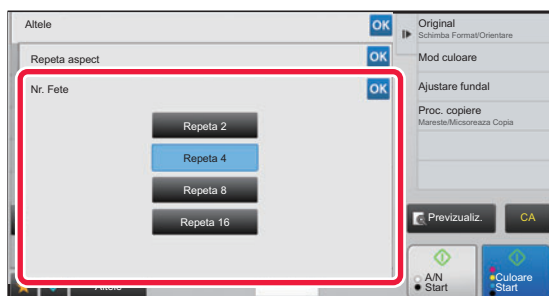 Altele
OK
Repeta aspect
OK
Nr. Fete
OK
Repeta 2
Repeta 4
Repeta 8
Repeta 16
Original
Schimba Format/Orientare
Mod culoare
Ajustare fundal
Proc. copiere
Mareste/Micsoreaza Copia
Previzualiz.
CA
A/N
Start
Culoare
Start